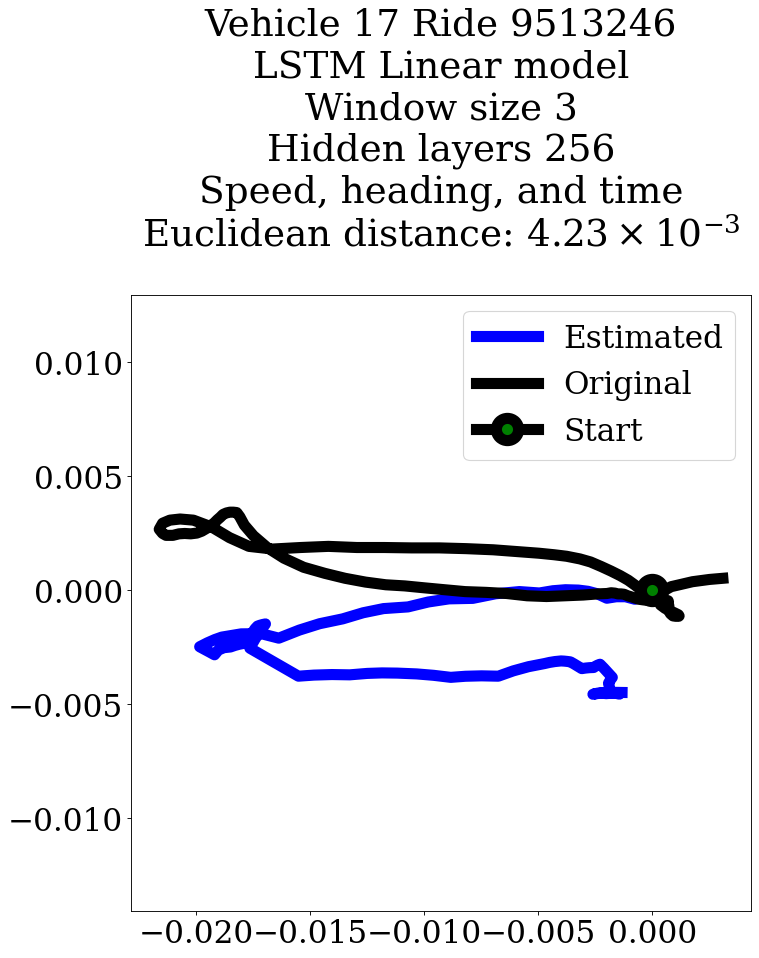 Vehicle 17 Ride 9513246
LSTM Linear model
Window size 3
Hidden layers 256
Speed, heading, and time
Euclidean distance: 4.23 × 10⁻³
Estimated
Original
Start
0.010
0.005
0.000
−0.005
−0.010
−0.020 −0.015 −0.010 −0.005 0.000